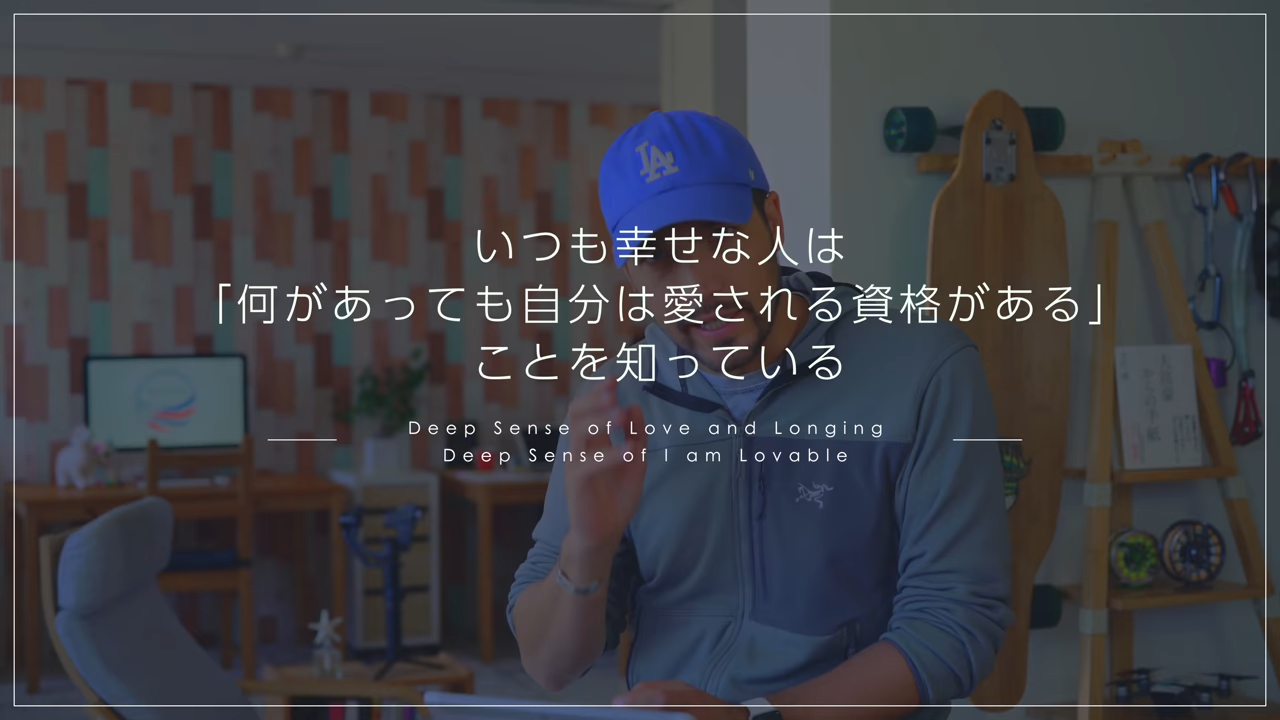 LA
いつも幸せな人は
「何があっても自分は愛される資格がある」
ことを知っている
Deep Sense of Love and Longing
Deep Sense of I am Lovable